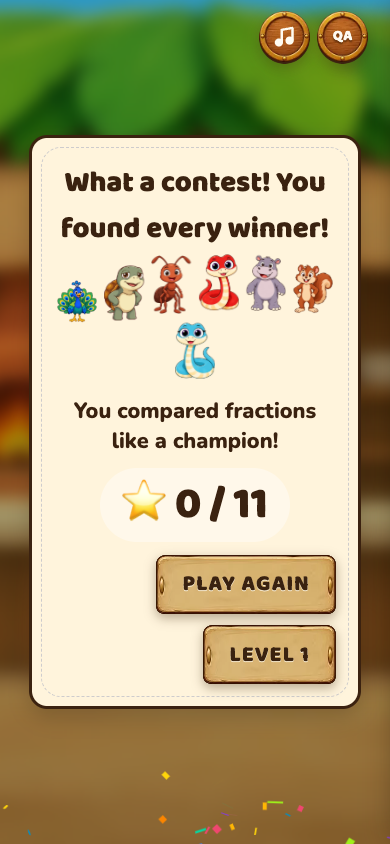 QA
What a contest! You
found every winner!
You compared fractions
like a champion!
0 / 11
PLAY AGAIN
LEVEL 1